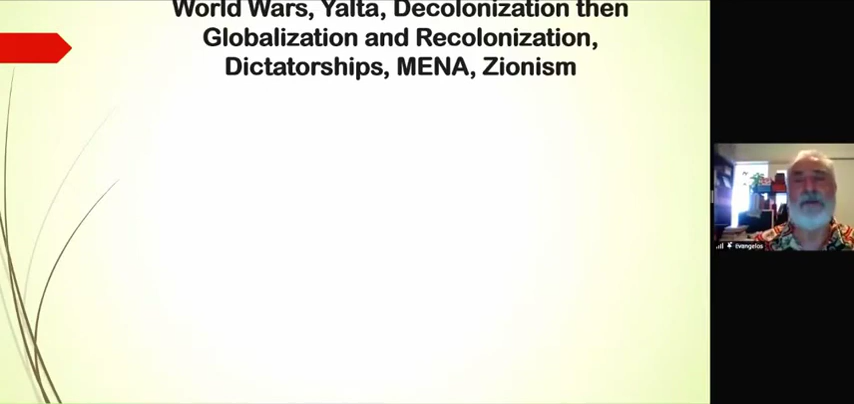 World Wars, Yalta, Decolonization then
Globalization and Recolonization,
Dictatorships, MENA, Zionism
Evangelos